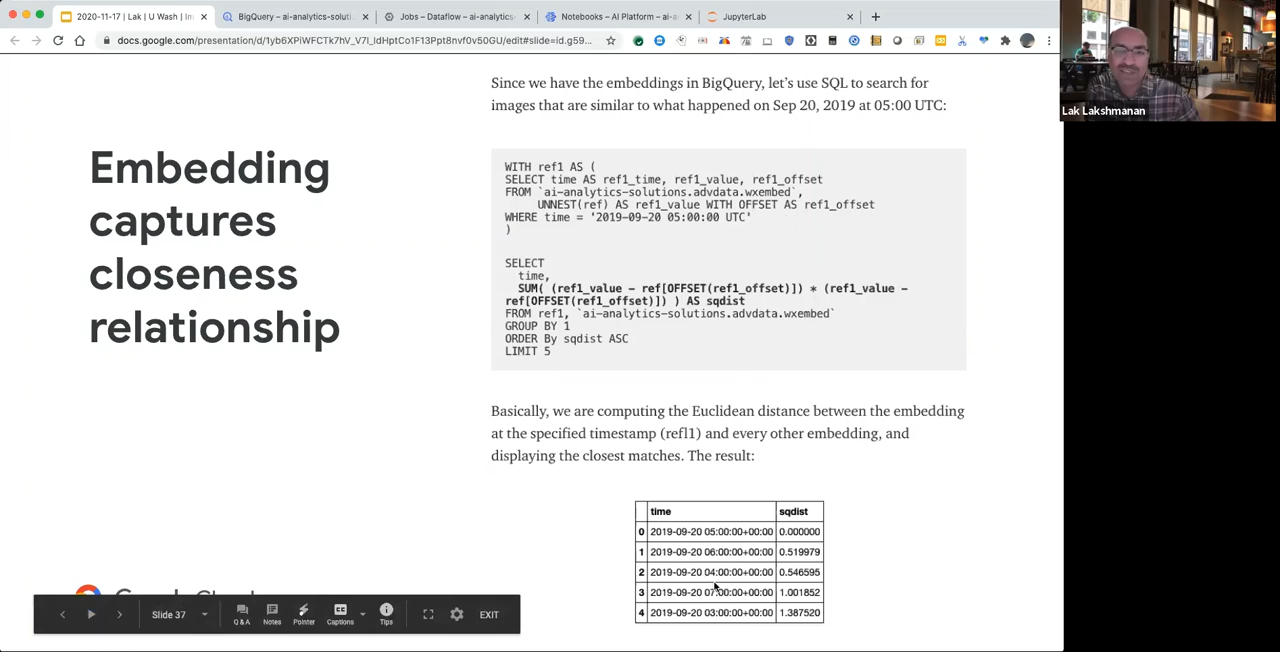 2020-11-17 | Lak | U Wash | Im
BigQuery – ai-analytics-soluti
Jobs – Dataflow – ai-analytics-
Notebooks – AI Platform – ai-a
JupyterLab
docs.google.com/presentation/d/1yb6XPiWFCTk7hV_V7l_ldHptCo1F13Ppt8nvf0v50GU/edit#slide=id.g59...
Lak Lakshmanan
Embedding
captures
closeness
relationship
Since we have the embeddings in BigQuery, let's use SQL to search for
images that are similar to what happened on Sep 20, 2019 at 05:00 UTC:
WITH ref1 AS (
SELECT time AS ref1_time, ref1_value, ref1_offset
FROM `ai-analytics-solutions.advdata.wxembed`,
UNNEST(ref) AS ref1_value WITH OFFSET AS ref1_offset
WHERE time = '2019-09-20 05:00:00 UTC'
)
SELECT
time,
SUM( (ref1_value - ref[OFFSET(ref1_offset)]) * (ref1_value -
ref[OFFSET(ref1_offset)]) ) AS sqdist
FROM ref1, `ai-analytics-solutions.advdata.wxembed`
GROUP BY 1
ORDER By sqdist ASC
LIMIT 5
Basically, we are computing the Euclidean distance between the embedding
at the specified timestamp (refl1) and every other embedding, and
displaying the closest matches. The result:
time sqdist
0 2019-09-20 05:00:00+00:00 0.000000
1 2019-09-20 06:00:00+00:00 0.519979
2 2019-09-20 04:00:00+00:00 0.546595
3 2019-09-20 07:00:00+00:00 1.001852
4 2019-09-20 03:00:00+00:00 1.387520
Slide 37
Q & A
Notes
Pointer
Captions
Tips
EXIT